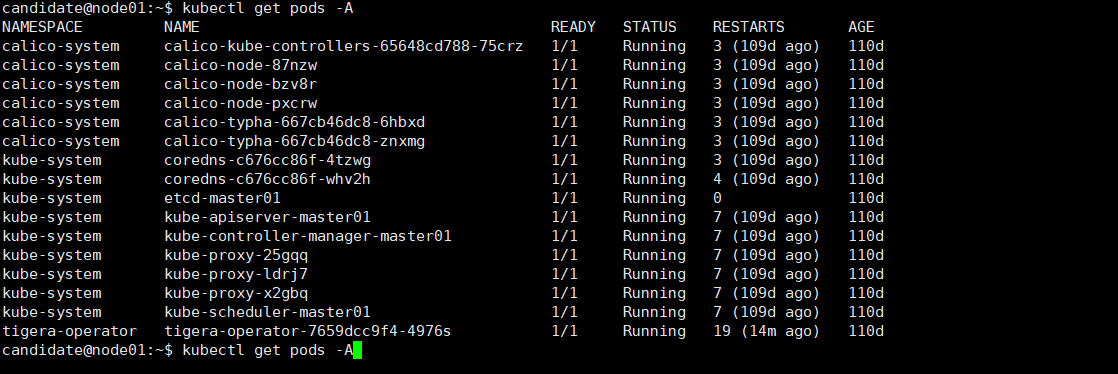 candidate@node01:~$ kubectl get pods -A
NAMESPACE NAME READY STATUS RESTARTS AGE
calico-system calico-kube-controllers-65648cd788-75crz 1/1 Running 3 (109d ago) 110d
calico-system calico-node-87nzw 1/1 Running 3 (109d ago) 110d
calico-system calico-node-bzv8r 1/1 Running 3 (109d ago) 110d
calico-system calico-node-pxcrw 1/1 Running 3 (109d ago) 110d
calico-system calico-typha-667cb46dc8-6hbxd 1/1 Running 3 (109d ago) 110d
calico-system calico-typha-667cb46dc8-znxmg 1/1 Running 3 (109d ago) 110d
kube-system coredns-c676cc86f-4tzwg 1/1 Running 3 (109d ago) 110d
kube-system coredns-c676cc86f-whv2h 1/1 Running 4 (109d ago) 110d
kube-system etcd-master01 1/1 Running 0 110d
kube-system kube-apiserver-master01 1/1 Running 7 (109d ago) 110d
kube-system kube-controller-manager-master01 1/1 Running 7 (109d ago) 110d
kube-system kube-proxy-25gqq 1/1 Running 7 (109d ago) 110d
kube-system kube-proxy-ldrj7 1/1 Running 7 (109d ago) 110d
kube-system kube-proxy-x2gbq 1/1 Running 7 (109d ago) 110d
kube-system kube-scheduler-master01 1/1 Running 7 (109d ago) 110d
tigera-operator tigera-operator-7659dcc9f4-4976s 1/1 Running 19 (14m ago) 110d
candidate@node01:~$ kubectl get pods -A